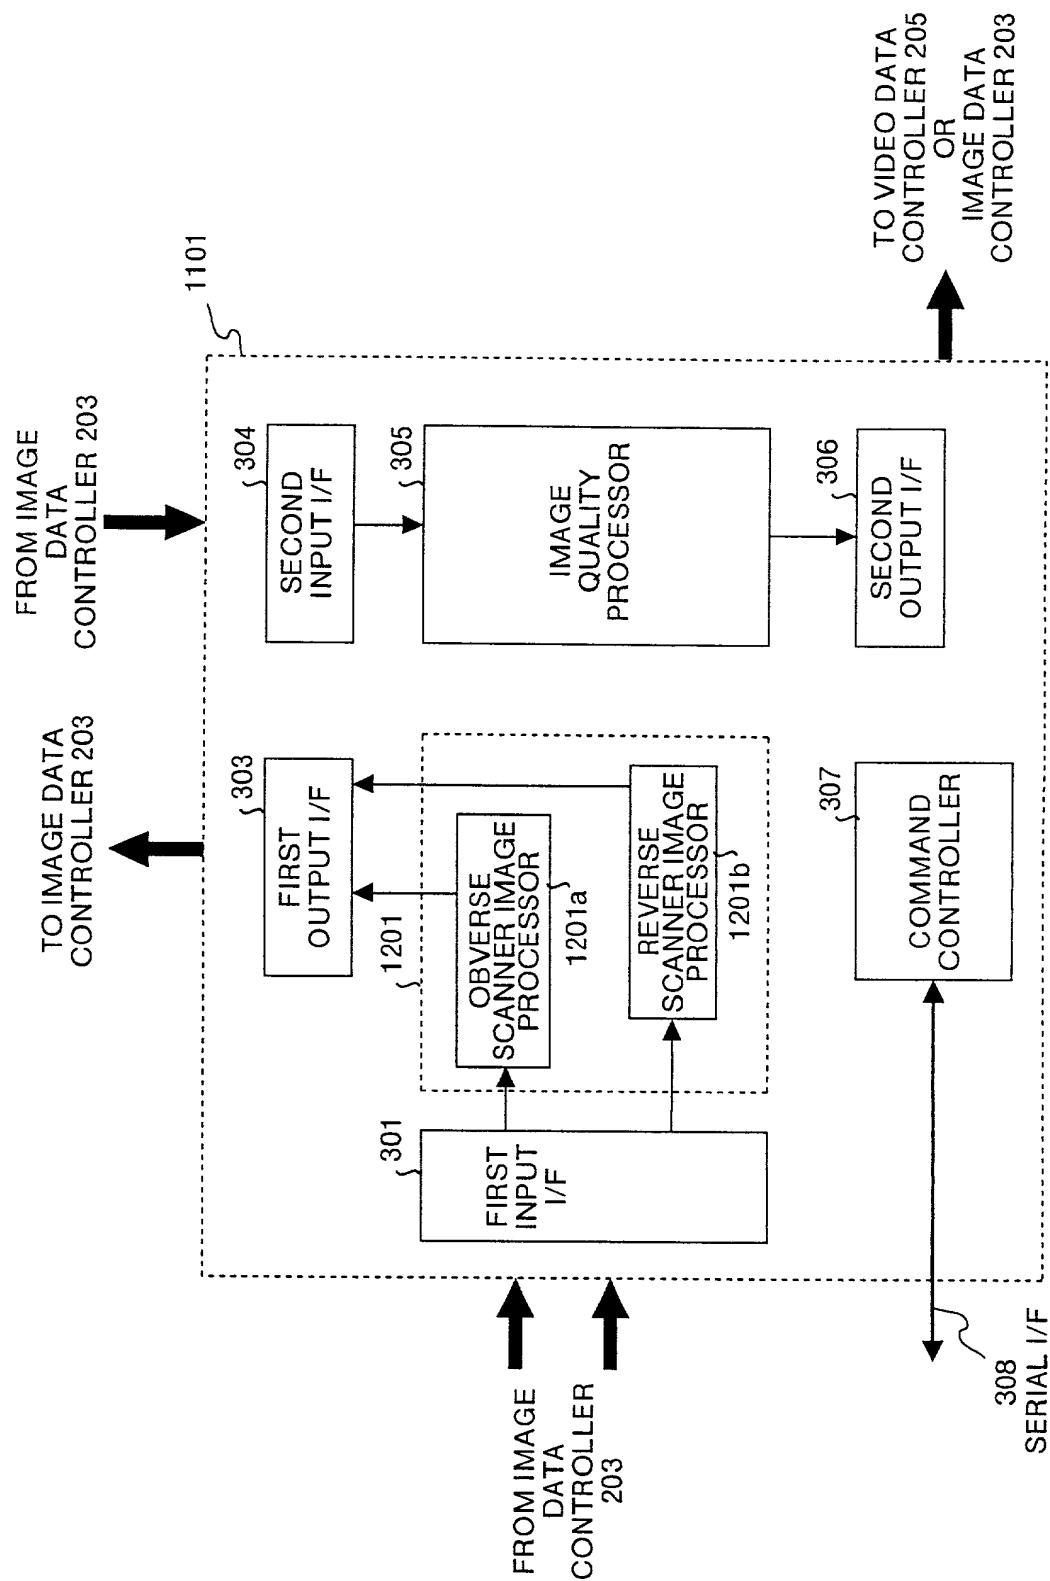 FROM IMAGE
DATA
CONTROLLER 203
TO IMAGE DATA
CONTROLLER 203
1101
304
SECOND
INPUT I/F
303
FIRST
OUTPUT I/F
305
IMAGE
QUALITY
PROCESSOR
1201
OBVERSE
SCANNER IMAGE
PROCESSOR
1201a
REVERSE
SCANNER IMAGE
PROCESSOR
1201b
301
FIRST
INPUT
I/F
FROM IMAGE
DATA
CONTROLLER
203
306
SECOND
OUTPUT I/F
307
COMMAND
CONTROLLER
308
SERIAL I/F
TO VIDEO DATA
CONTROLLER 205
OR
IMAGE DATA
CONTROLLER 203